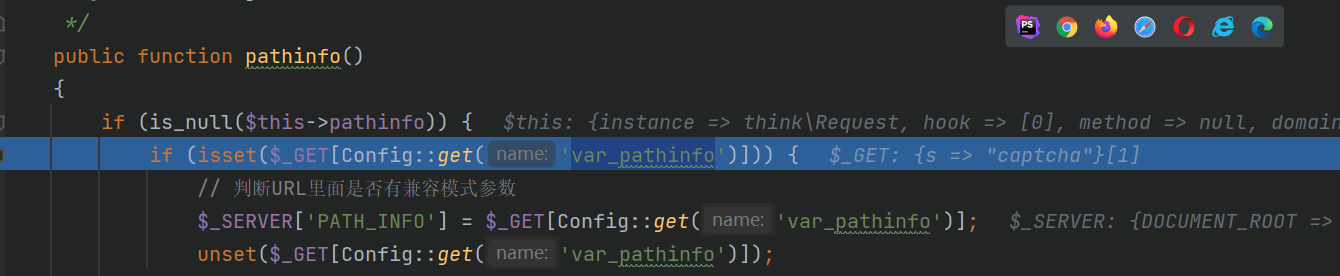 */
public function pathinfo()
{
if (is_null($this->pathinfo)) { $this: {instance => think\Request, hook => [0], method => null, domain
if (isset($_GET[Config::get( name: 'var_pathinfo')])) { $_GET: {s => "captcha"}[1]
// 判断URL里面是否有兼容模式参数
$_SERVER['PATH_INFO'] = $_GET[Config::get( name: 'var_pathinfo')]; $_SERVER: {DOCUMENT_ROOT =>
unset($_GET[Config::get( name: 'var_pathinfo')]);